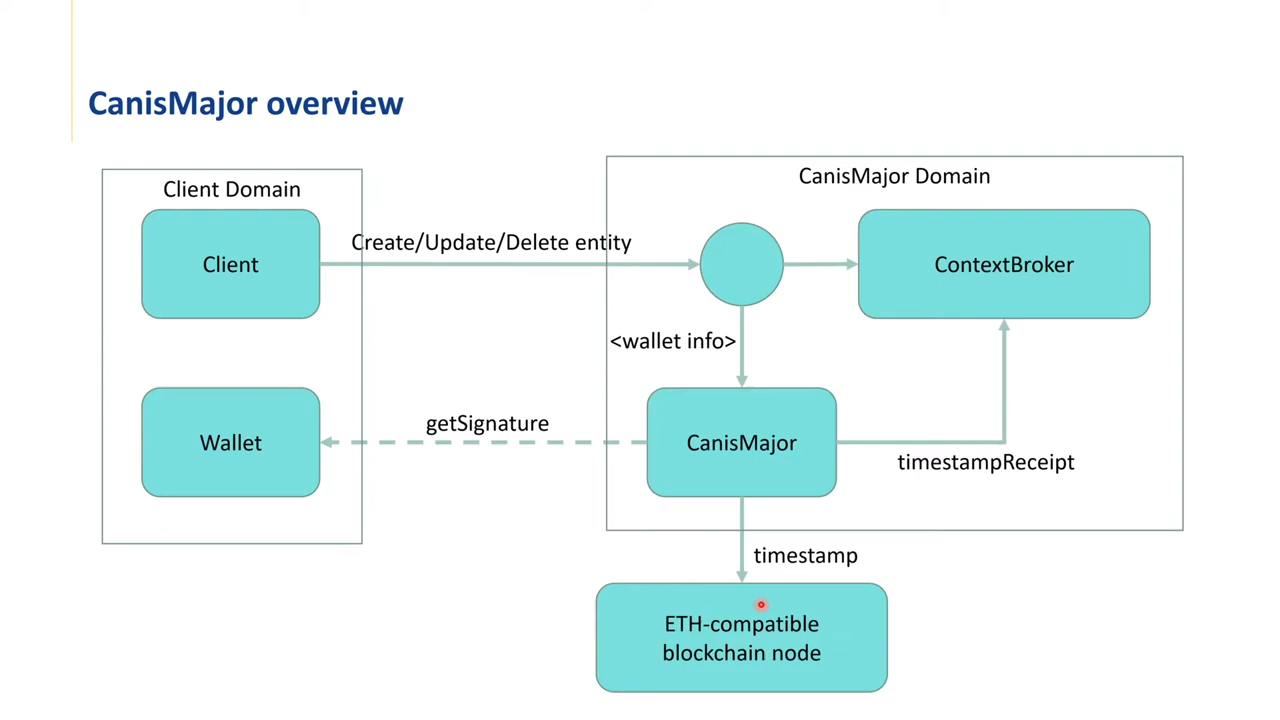 CanisMajor overview
Client Domain
CanisMajor Domain
Client
Create/Update/Delete entity
ContextBroker
<wallet info>
Wallet
getSignature
CanisMajor
timestampReceipt
timestamp
ETH-compatible
blockchain node